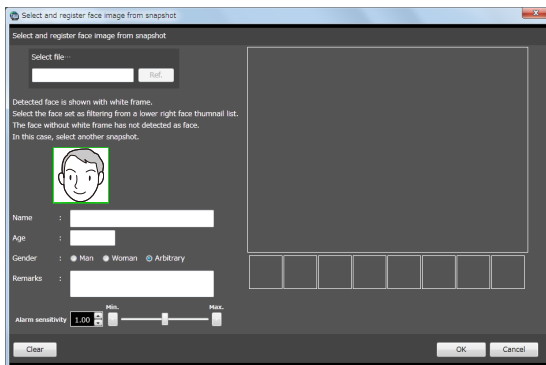 Select and register face image from snapshot
Select and register face image from snapshot
Select file…
Ref.
Detected face is shown with white frame.
Select the face set as filtering from a lower right face thumnail list.
The face without white frame has not detected as face.
In this case, select another snapshot.
Name :
Age :
Gender : Man Woman Arbitrary
Remarks :
Min. Max.
Alarm sensitivity 1.00
Clear OK Cancel